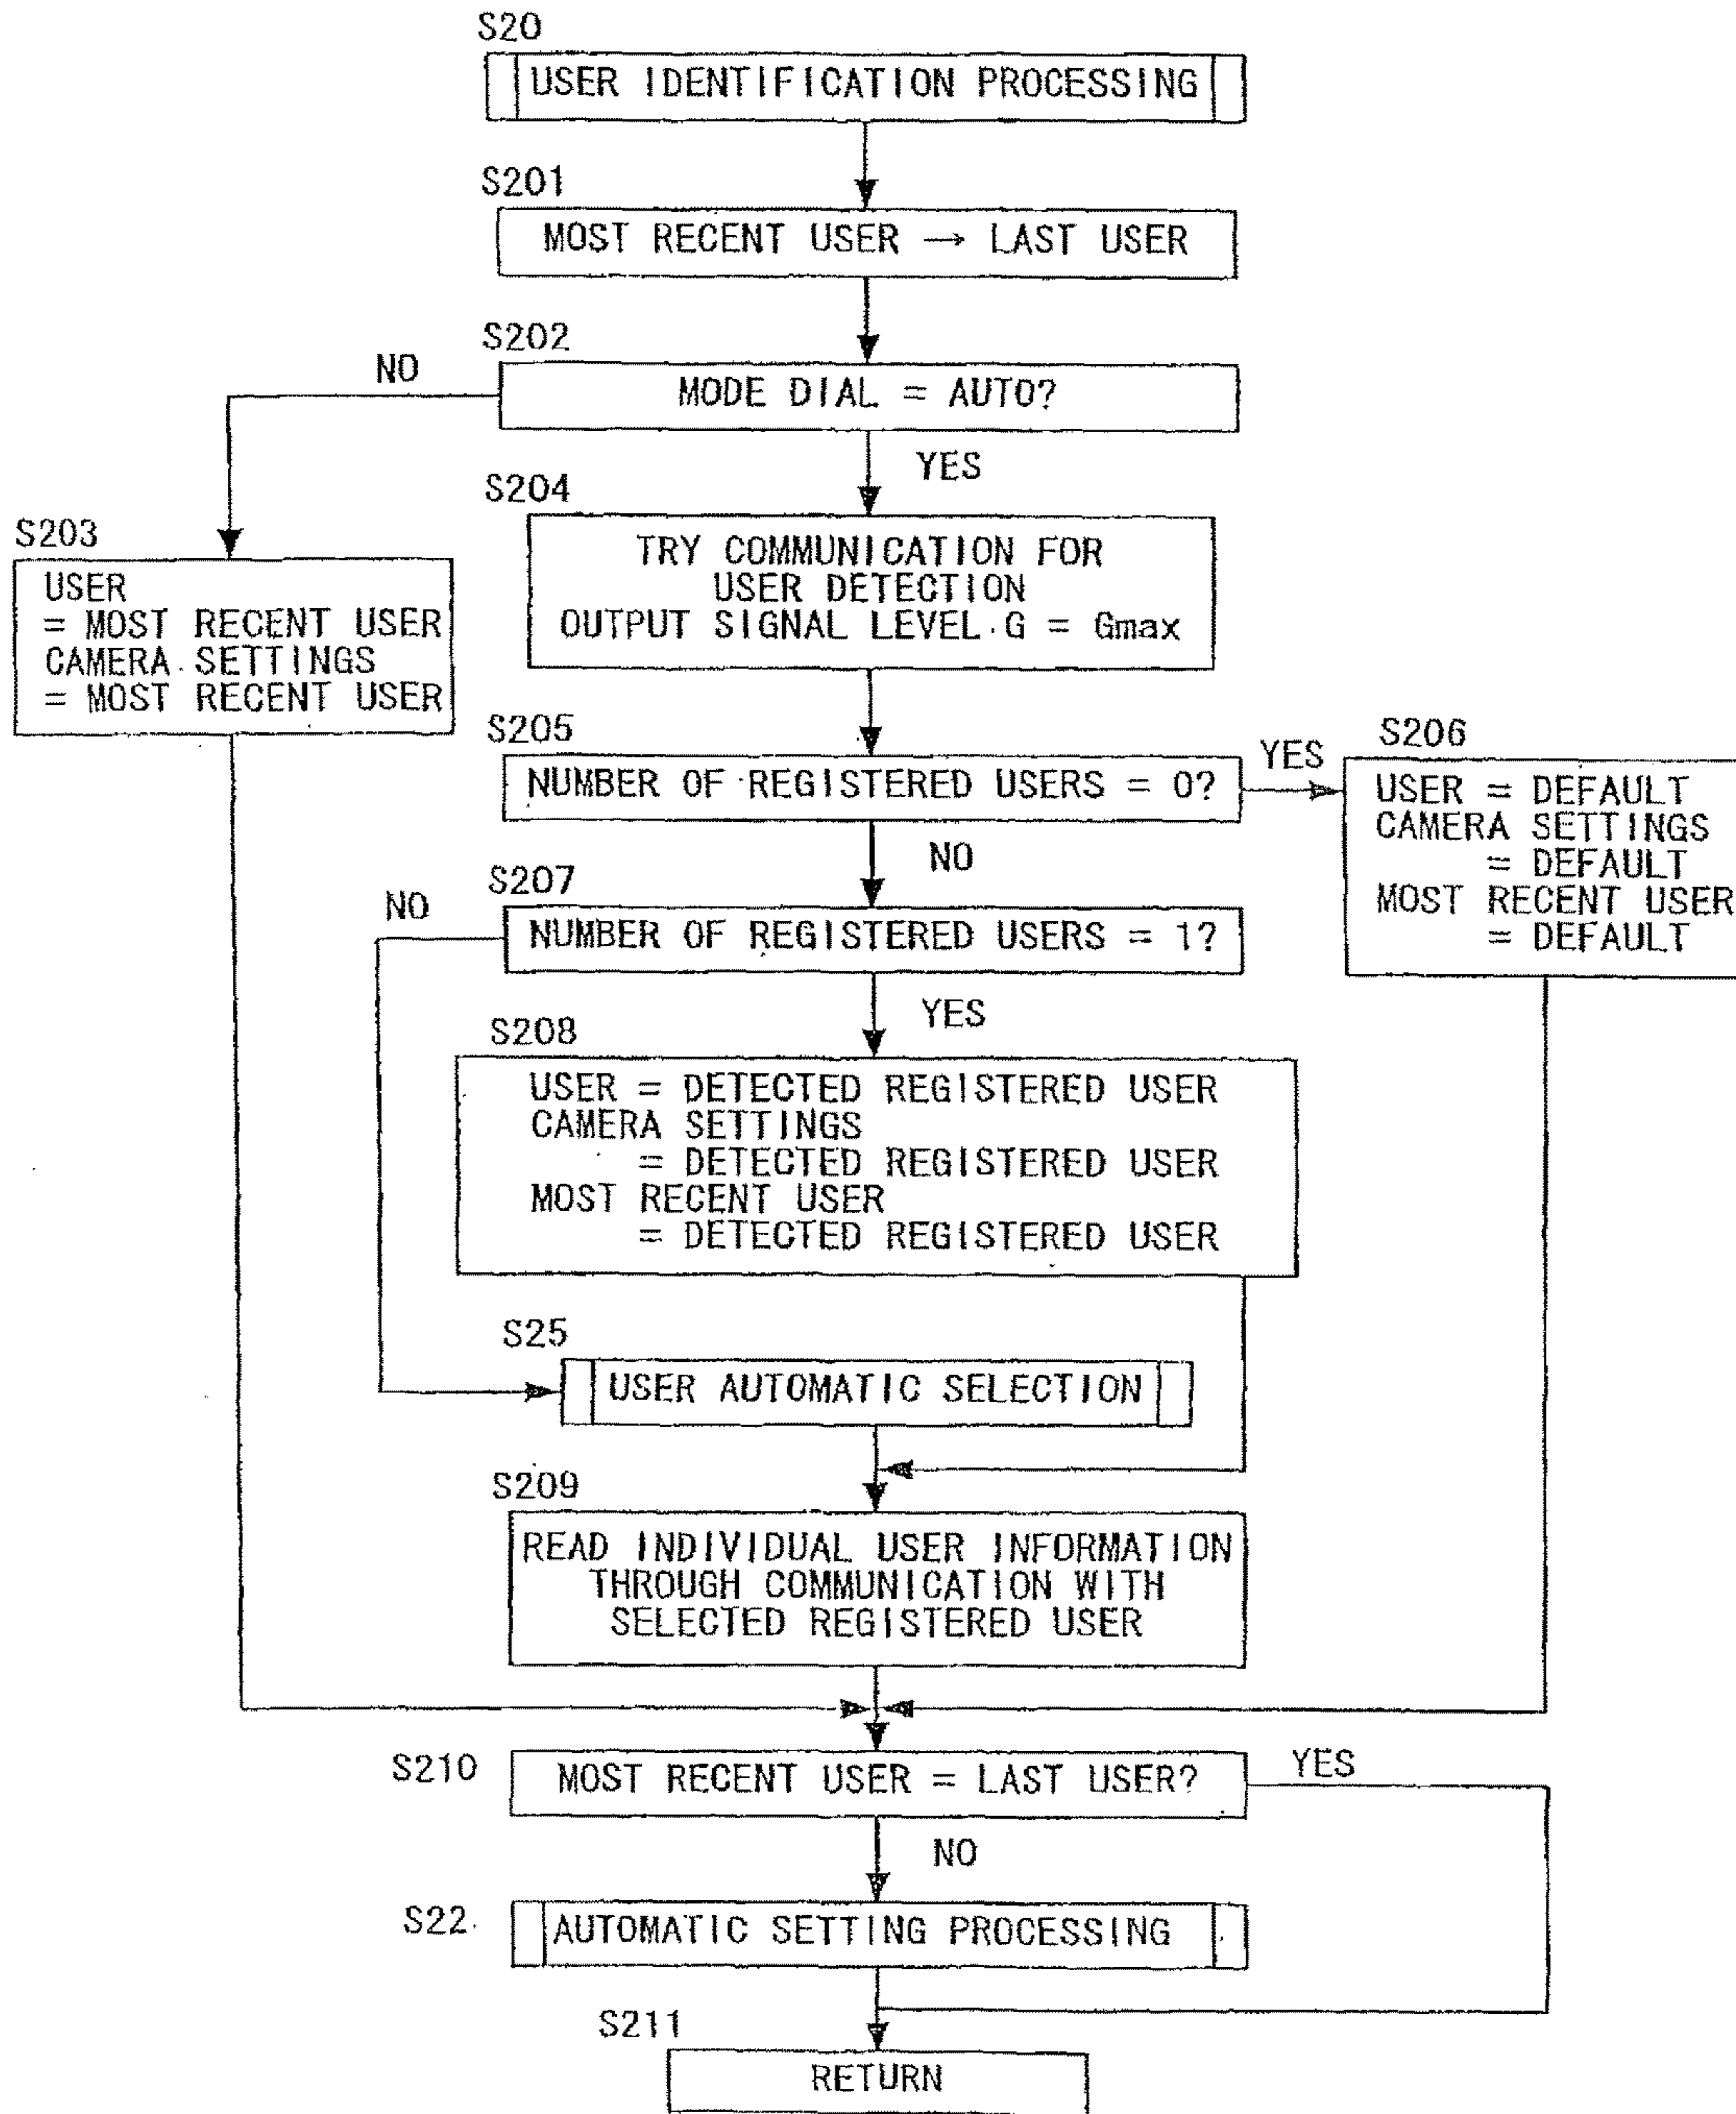 S20
USER IDENTIFICATION PROCESSING
S201
MOST RECENT USER → LAST USER
S202
MODE DIAL = AUTO?
NO
YES
S203
USER
= MOST RECENT USER
CAMERA SETTINGS
= MOST RECENT USER
S204
TRY COMMUNICATION FOR
USER DETECTION
OUTPUT SIGNAL LEVEL G = Gmax
S205
NUMBER OF REGISTERED USERS = 0?
YES
NO
S206
USER = DEFAULT
CAMERA SETTINGS
= DEFAULT
MOST RECENT USER
= DEFAULT
S207
NUMBER OF REGISTERED USERS = 1?
NO
YES
S208
USER = DETECTED REGISTERED USER
CAMERA SETTINGS
= DETECTED REGISTERED USER
MOST RECENT USER
= DETECTED REGISTERED USER
S25
USER AUTOMATIC SELECTION
S209
READ INDIVIDUAL USER INFORMATION
THROUGH COMMUNICATION WITH
SELECTED REGISTERED USER
S210
MOST RECENT USER = LAST USER?
YES
NO
S22
AUTOMATIC SETTING PROCESSING
S211
RETURN